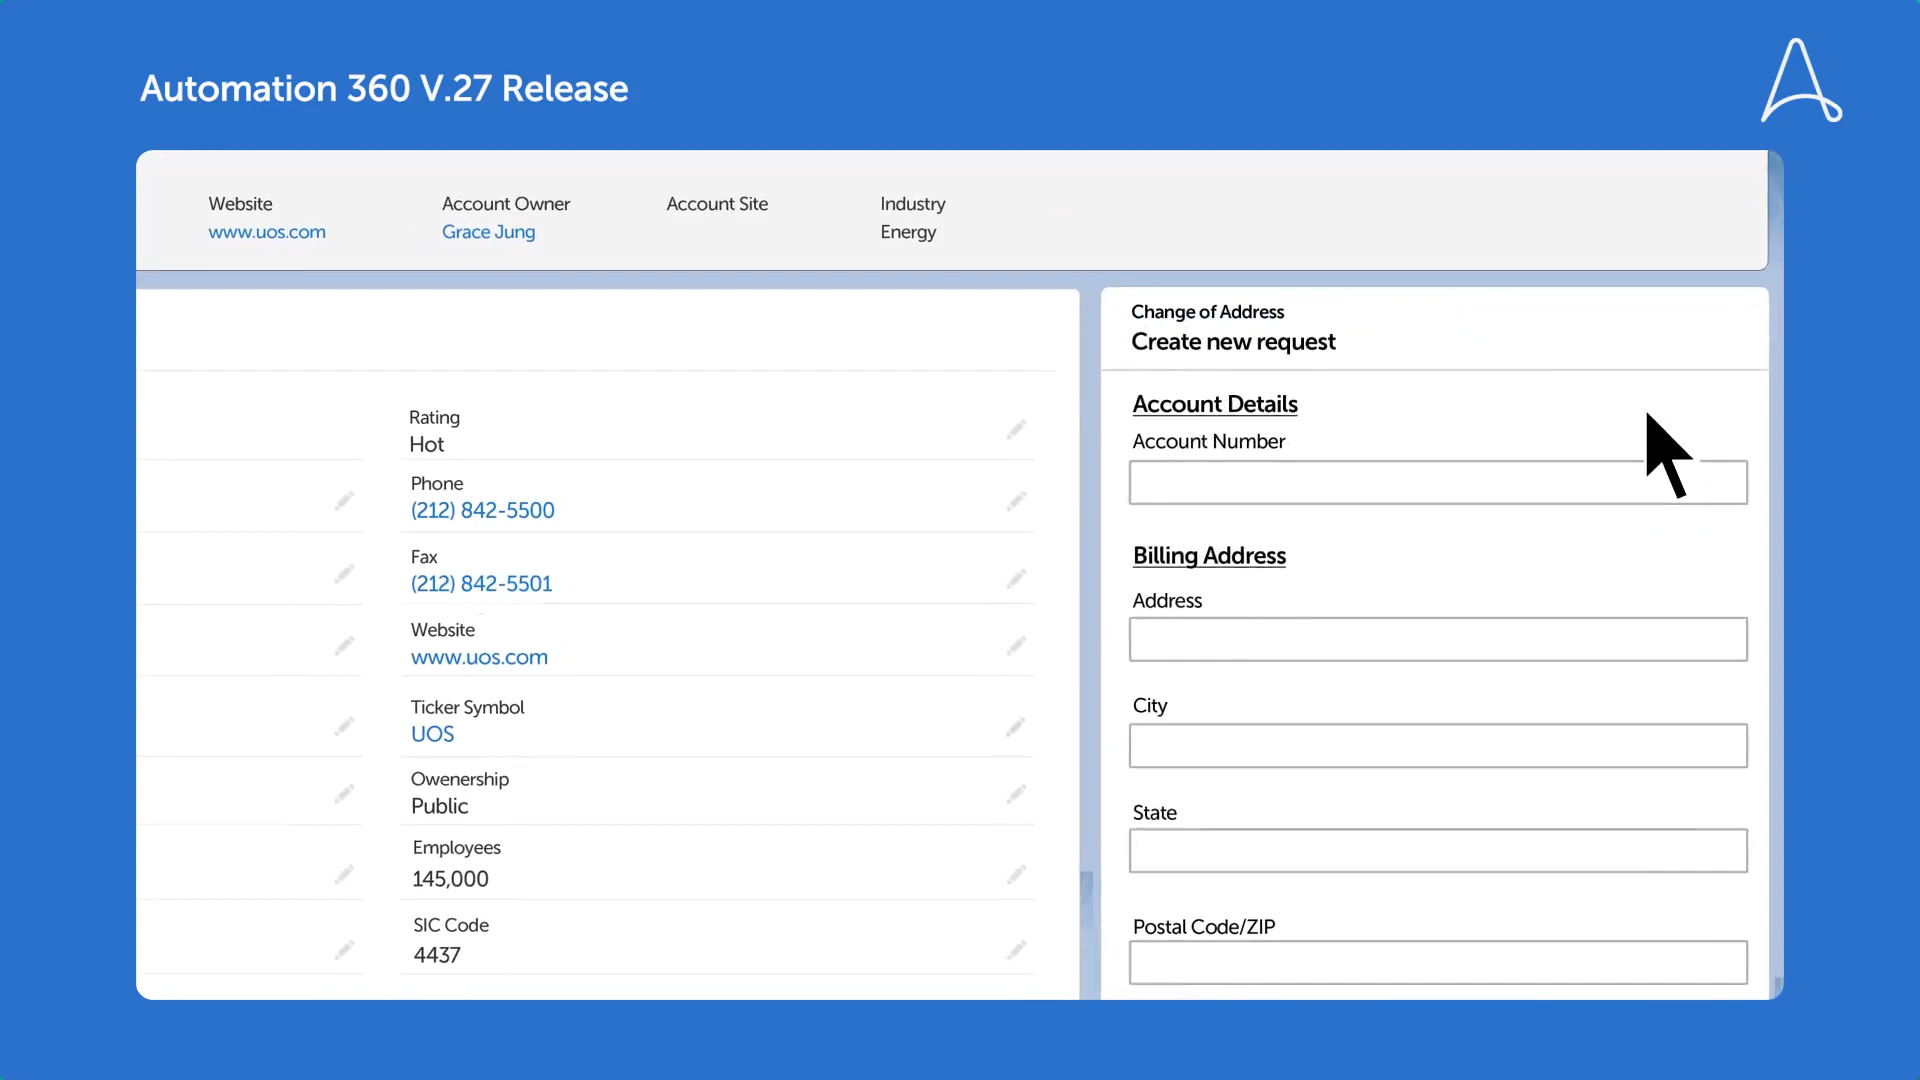 Automation 360 V.27 Release
Website
www.uos.com
Account Owner
Grace Jung
Account Site
Industry
Energy
Rating
Hot
Phone
(212) 842-5500
Fax
(212) 842-5501
Website
www.uos.com
Ticker Symbol
UOS
Owenership
Public
Employees
145,000
SIC Code
4437
Change of Address
Create new request
Account Details
Account Number
Billing Address
Address
City
State
Postal Code/ZIP